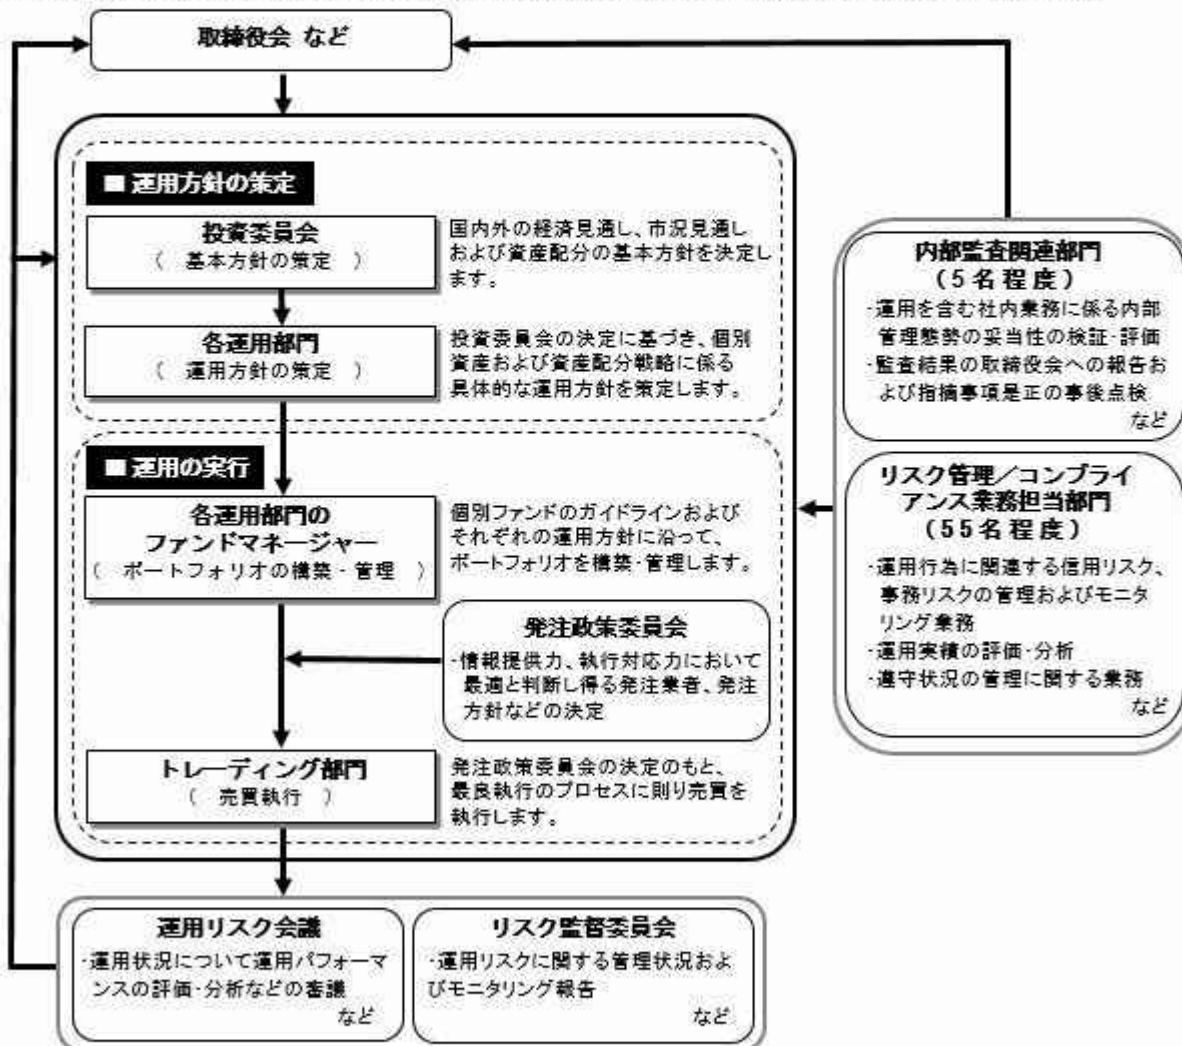 取締役会 など
■ 運用方針の策定
投資委員会
（ 基本方針の策定 ）
国内外の経済見通し、市況見通し
および資産配分の基本方針を決定し
ます。
各運用部門
（ 運用方針の策定 ）
投資委員会の決定に基づき、個別
資産および資産配分戦略に係る
具体的な運用方針を策定します。
■ 運用の実行
各運用部門の
ファンドマネージャー
（ ポートフォリオの構築・管理 ）
個別ファンドのガイドラインおよび
それぞれの運用方針に沿って、
ポートフォリオを構築・管理します。
発注政策委員会
・情報提供力、執行対応力において
最適と判断し得る発注業者、発注
方針などの決定
トレーディング部門
（ 売買執行 ）
発注政策委員会の決定のもと、
最良執行のプロセスに則り売買を
執行します。
内部監査関連部門
（５名程度）
・運用を含む社内業務に係る内部
管理態勢の妥当性の検証・評価
・監査結果の取締役会への報告お
よび指摘事項是正の事後点検
など
リスク管理／コンプライ
アンス業務担当部門
（５５名程度）
・運用行為に関連する信用リスク、
事務リスクの管理およびモニタ
リング業務
・運用実績の評価・分析
・遵守状況の管理に関する業務
など
運用リスク会議
・運用状況について運用パフォーマ
ンスの評価・分析などの審議
など
リスク監督委員会
・運用リスクに関する管理状況およ
びモニタリング報告
など